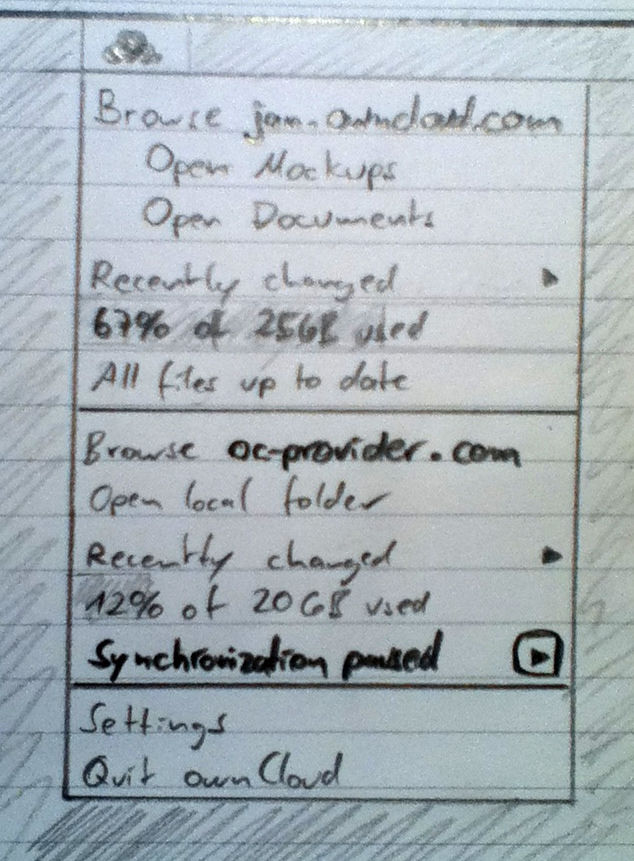 Browse jan.owncloud.com
Open Mockups
Open Documents
Recently changed
67% of 25GB used
All files up to date
Browse oc-provider.com
Open local folder
Recently changed
12% of 20GB used
Synchronization paused
Settings
Quit ownCloud